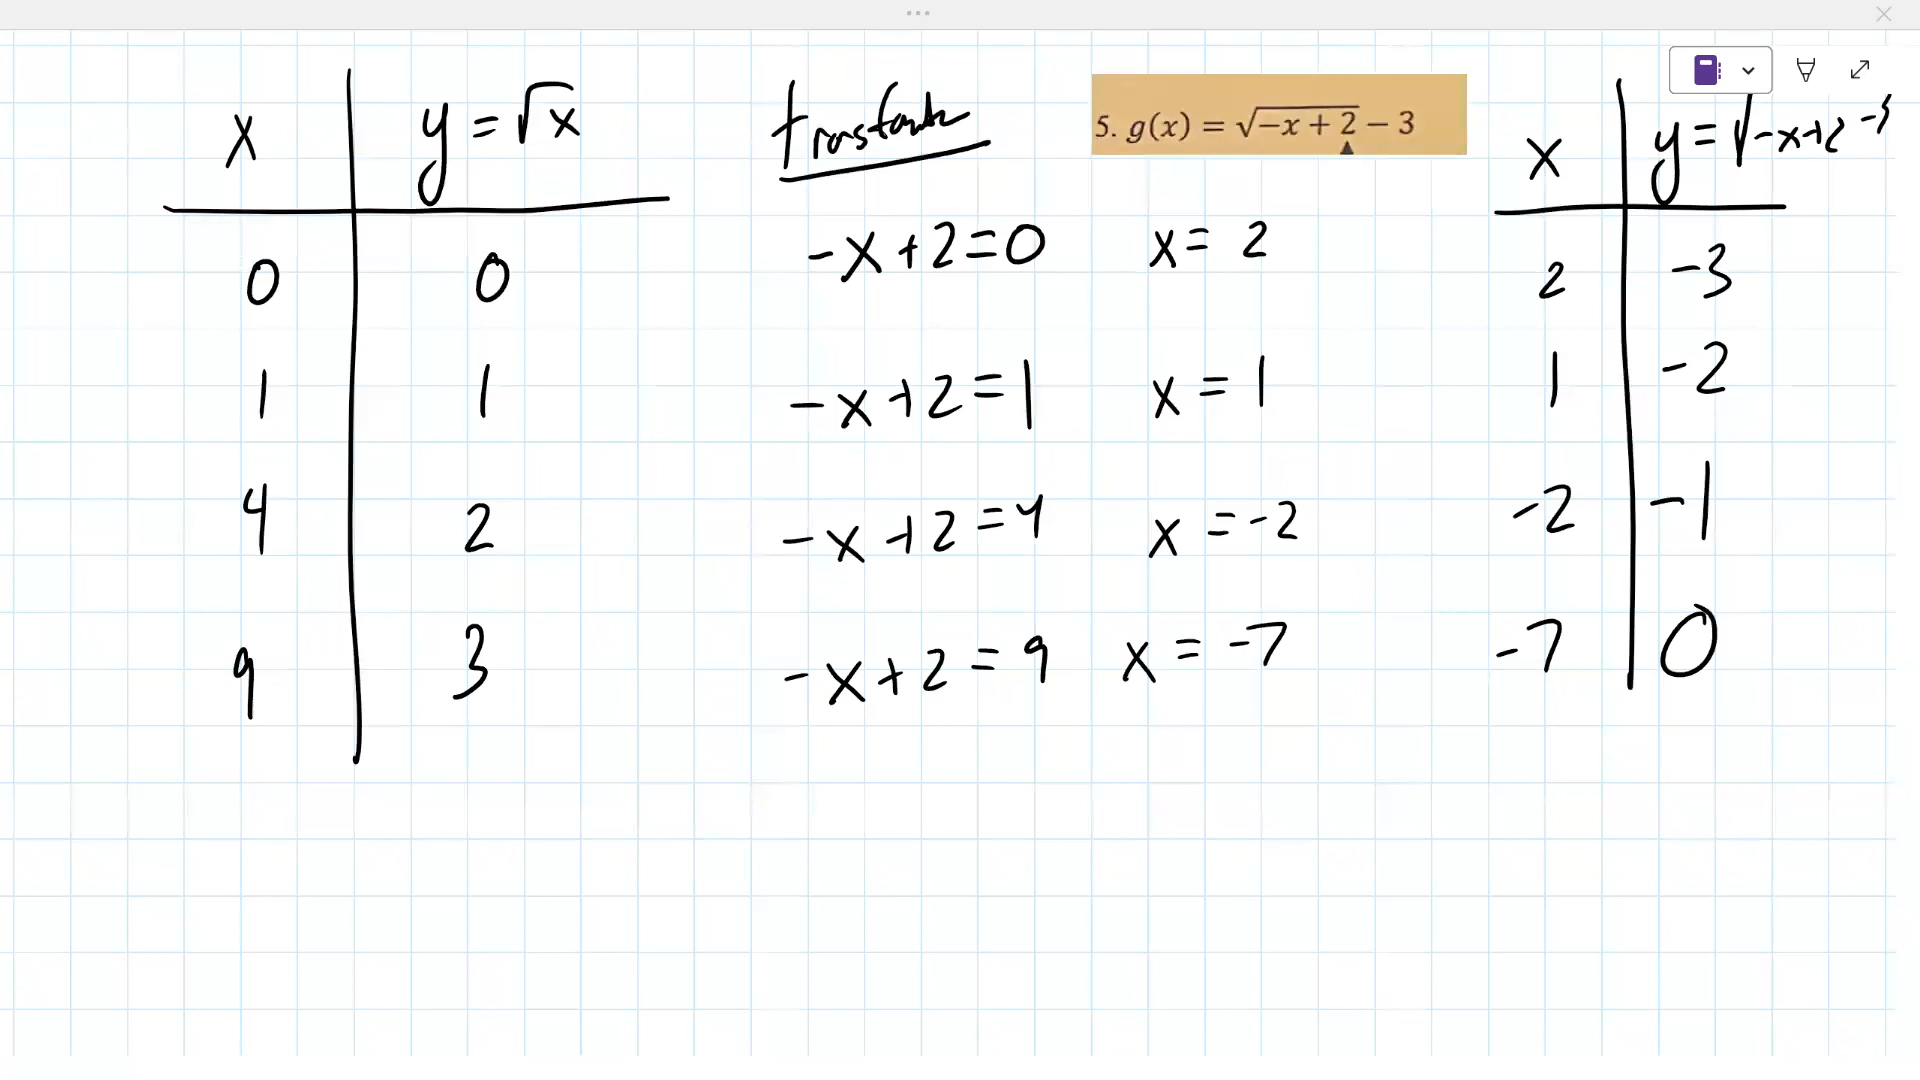 x y = √x
0 0
1 1
4 2
9 3
5. g(x) = √−x + 2 − 3
-x + 2 = 0 x = 2
-x + 2 = 1 x = 1
-x + 2 = 4 x = -2
-x + 2 = 9 x = -7
x y = √-x+2 -3
2 -3
1 -2
-2 -1
-7 0